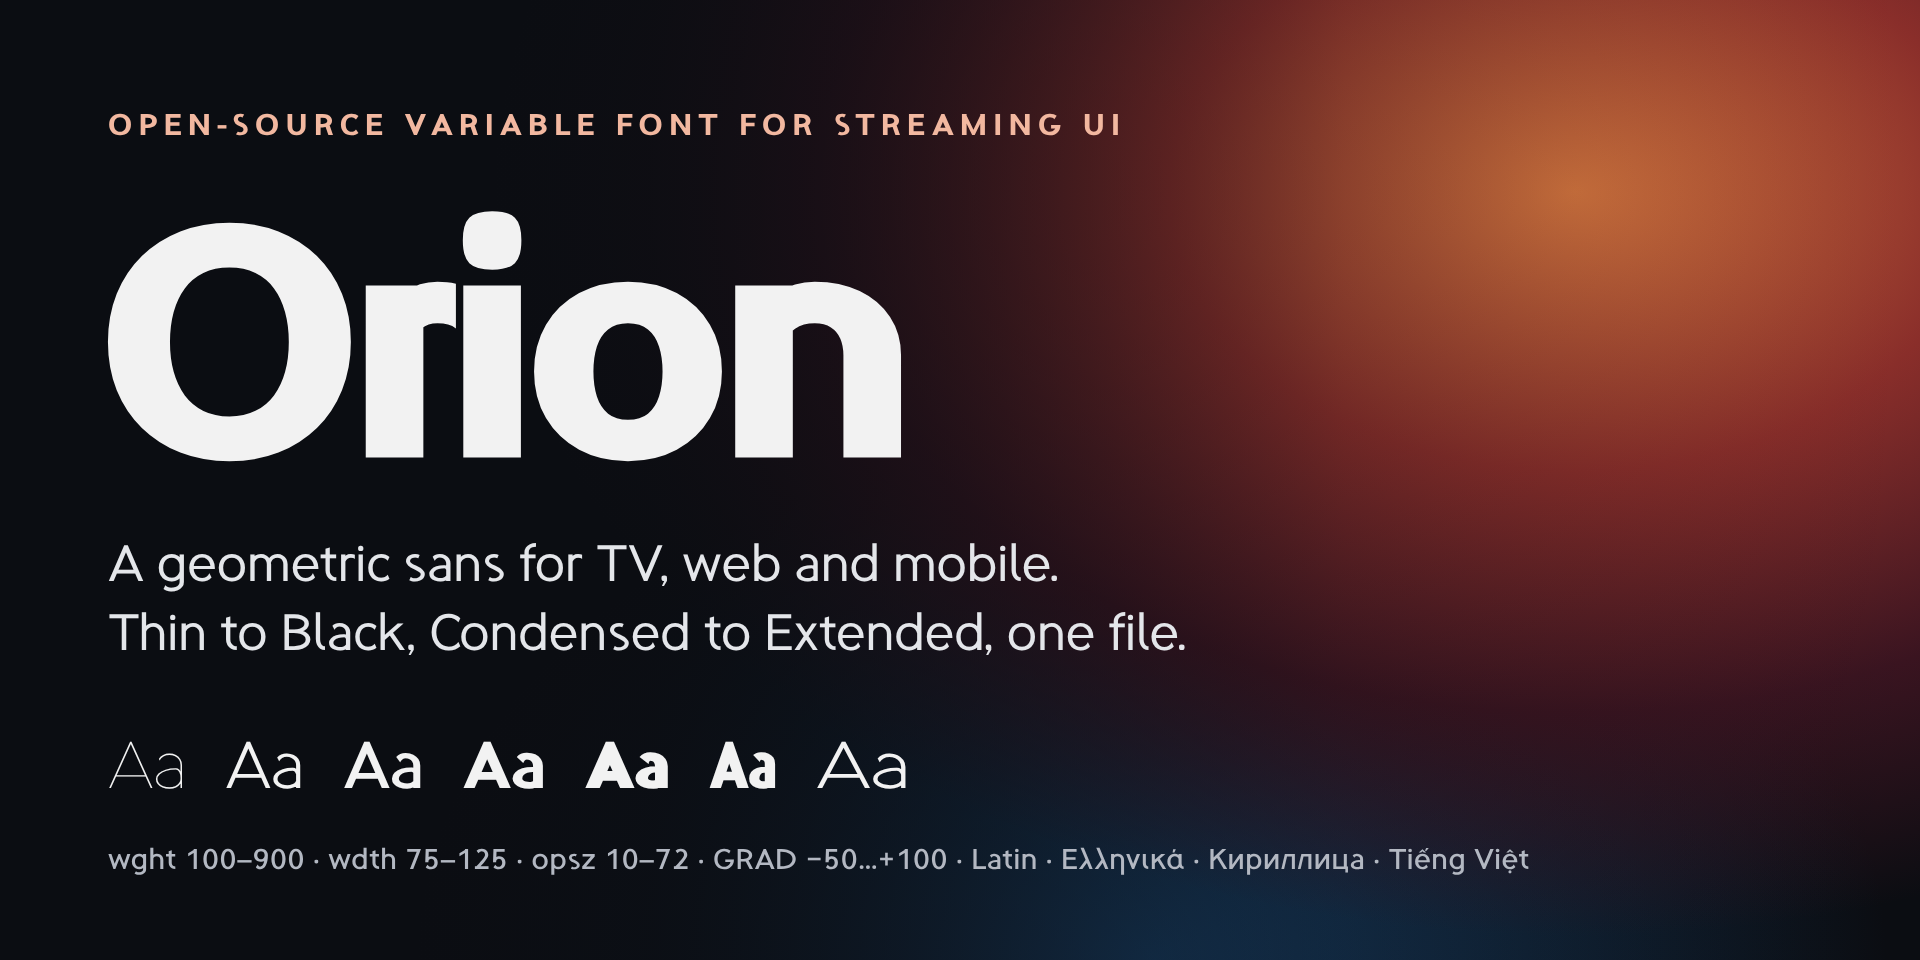 OPEN-SOURCE VARIABLE FONT FOR STREAMING UI
Orion
A geometric sans for TV, web and mobile.
Thin to Black, Condensed to Extended, one file.
Aa Aa Aa Aa Aa Aa Aa
wght 100–900 · wdth 75–125 · opsz 10–72 · GRAD −50…+100 · Latin · Ελληνικά · Кириллица · Tiếng Việt